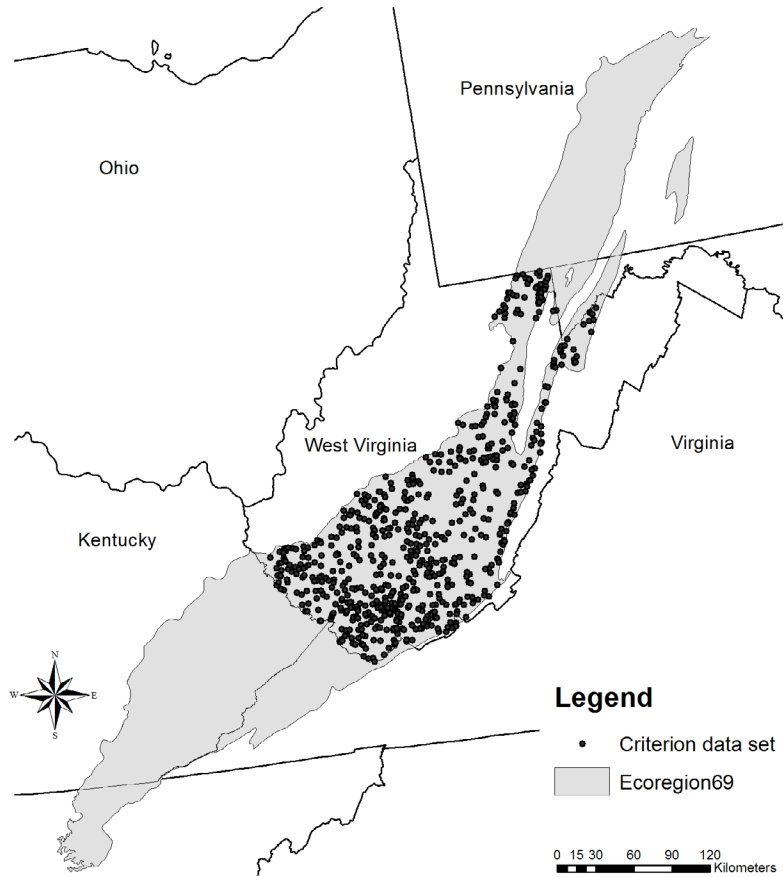 Pennsylvania
Ohio
West Virginia
Virginia
Kentucky
N
W E
S
Legend
Criterion data set
Ecoregion69
0 15 30 60 90 120
Kilometers